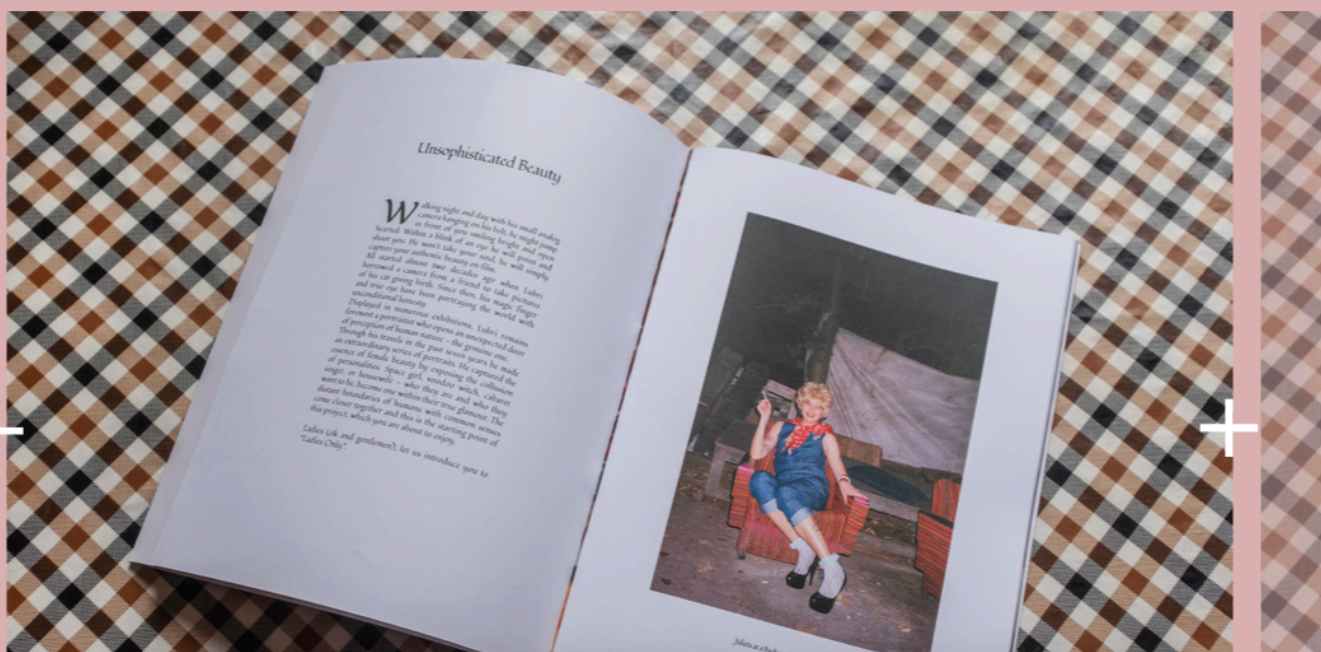 Unsophisticated Beauty
Walking night and day with his small analog
camera hanging on his belt, he might jump
in front of you smiling bright and open
hearted. Within a blink of an eye he will point and
shoot you. He won't take your soul, he will simply
capture your authentic beauty on film.
All started almost two decades ago when Lubri
borrowed a camera from a friend to take pictures
of his cat giving birth. Since then, his magic finger
and true eye have been portraying the world with
unconditional honesty.
Displayed in numerous exhibitions, Lubri remains
foremost a portraitist who opens an unexpected door
of perception of human nature – the genuine one.
Through his travels in the past seven years he made
an extraordinary series of portraits. He captured the
essence of female beauty by exposing the collusion
of personalities. Space girl, voodoo witch, cabaret
singer, or housewife – who they are and who they
want to be, become one within their true glamour. The
distant boundaries of humans with common senses
come closer together and this is the starting point of
this project, which you are about to enjoy.
Ladies (ok and gentlemen), let us introduce you to
"Ladies Only".